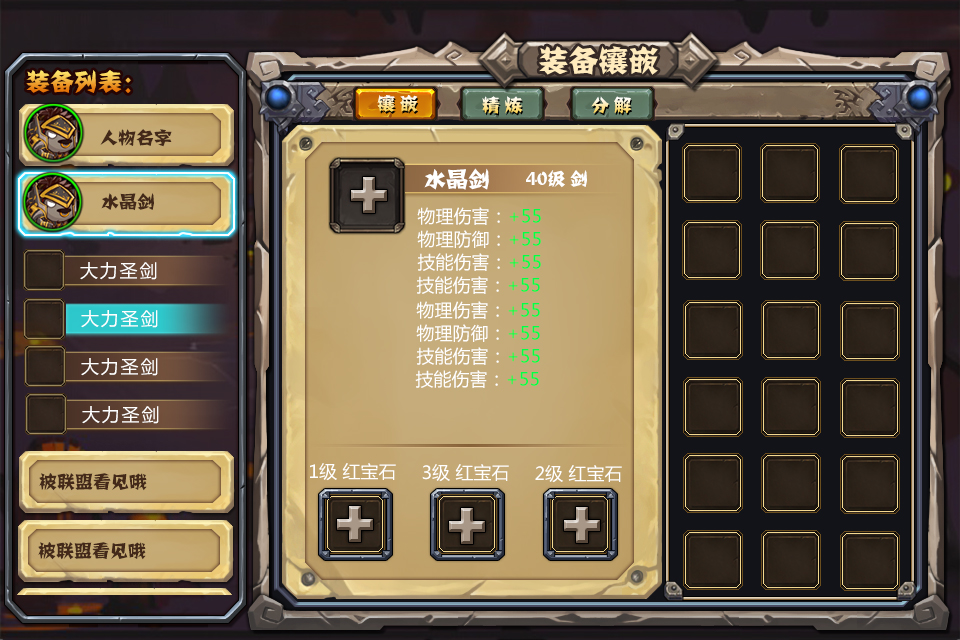 装备镶嵌
装备列表:
镶嵌
精炼
分解
人物名字
水晶剑
大力圣剑
大力圣剑
大力圣剑
大力圣剑
被联盟看见哦
被联盟看见哦
水晶剑 40级 剑
物理伤害：+55
物理防御：+55
技能伤害：+55
技能伤害：+55
物理伤害：+55
物理防御：+55
技能伤害：+55
技能伤害：+55
1级 红宝石
3级 红宝石
2级 红宝石